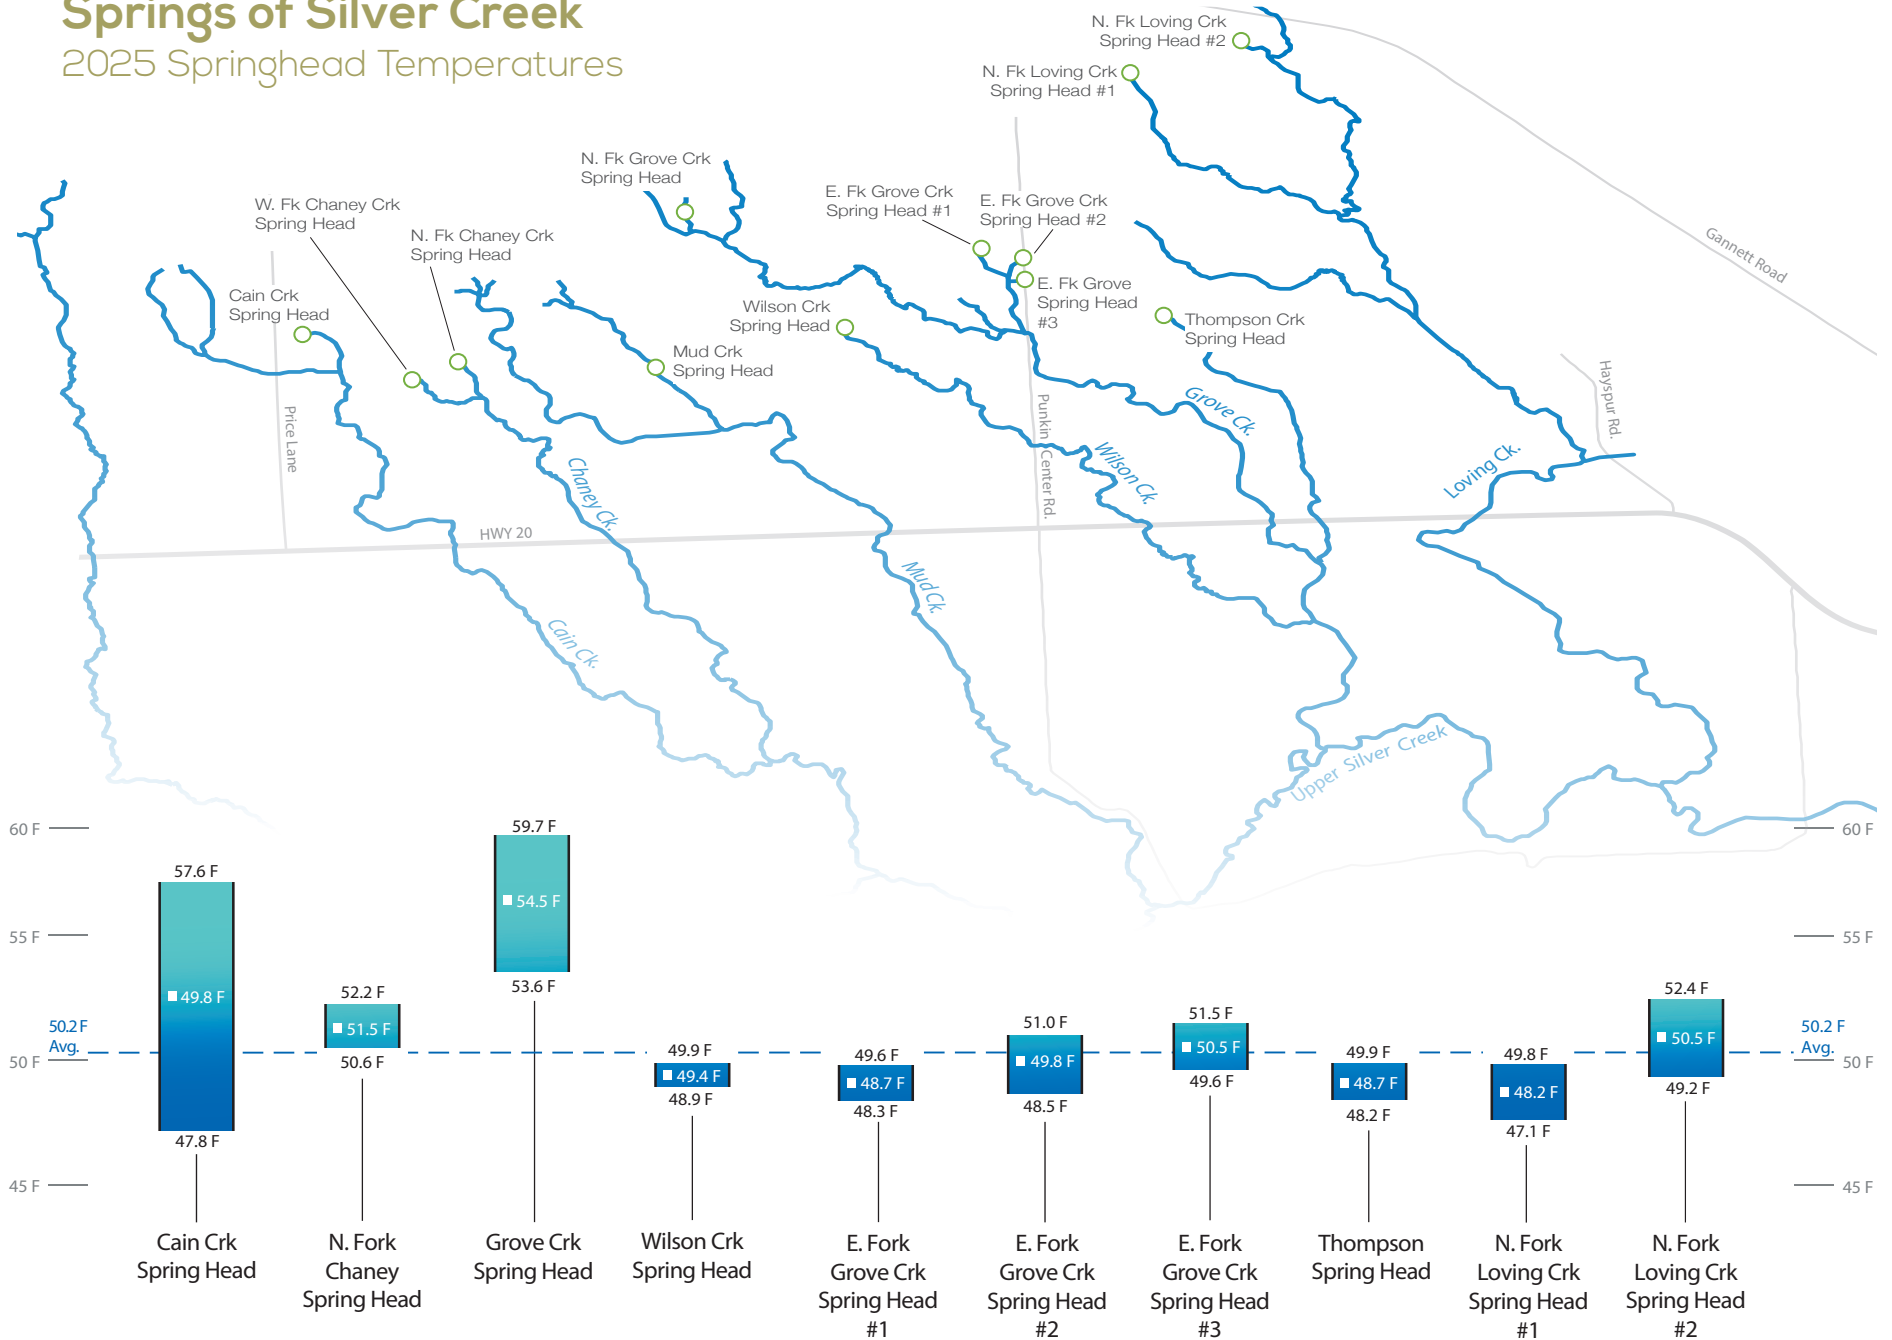 Springs of Silver Creek
2025 Springhead Temperatures
N. Fk Loving Crk
Spring Head #2
N. Fk Loving Crk
Spring Head #1
N. Fk Grove Crk
Spring Head
E. Fk Grove Crk
Spring Head #1
E. Fk Grove Crk
Spring Head #2
W. Fk Chaney Crk
Spring Head
N. Fk Chaney Crk
Spring Head
Cain Crk
Spring Head
E. Fk Grove
Spring Head
#3
Wilson Crk
Spring Head
Thompson Crk
Spring Head
Mud Crk
Spring Head
Gannett Road
Hayspur Rd.
Price Lane
Punkin Center Rd.
HWY 20
Grove Ck.
Wilson Ck.
Loving Ck.
Chaney Ck.
Mud Ck.
Cain Ck.
Upper Silver Creek
60 F
55 F
50.2 F
Avg.
50 F
45 F
57.6 F
49.8 F
47.8 F
52.2 F
51.5 F
50.6 F
59.7 F
54.5 F
53.6 F
49.9 F
49.4 F
48.9 F
49.6 F
48.7 F
48.3 F
51.0 F
49.8 F
48.5 F
51.5 F
50.5 F
49.6 F
49.9 F
48.7 F
48.2 F
49.8 F
48.2 F
47.1 F
52.4 F
50.5 F
49.2 F
60 F
55 F
50.2 F
Avg.
50 F
45 F
Cain Crk
Spring Head
N. Fork
Chaney
Spring Head
Grove Crk
Spring Head
Wilson Crk
Spring Head
E. Fork
Grove Crk
Spring Head
#1
E. Fork
Grove Crk
Spring Head
#2
E. Fork
Grove Crk
Spring Head
#3
Thompson
Spring Head
N. Fork
Loving Crk
Spring Head
#1
N. Fork
Loving Crk
Spring Head
#2